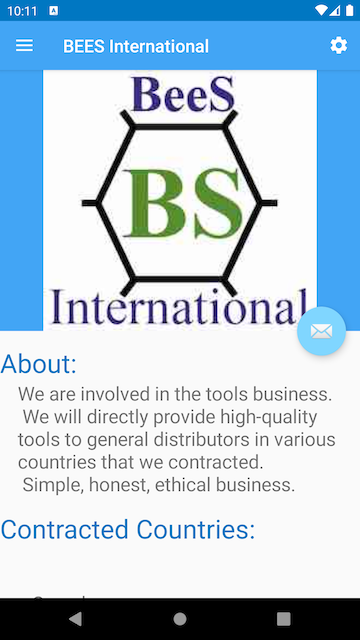 10:11
BEES International
BeeS
BS
International
About:
We are involved in the tools business.
We will directly provide high-quality
tools to general distributors in various
countries that we contracted.
Simple, honest, ethical business.
Contracted Countries: